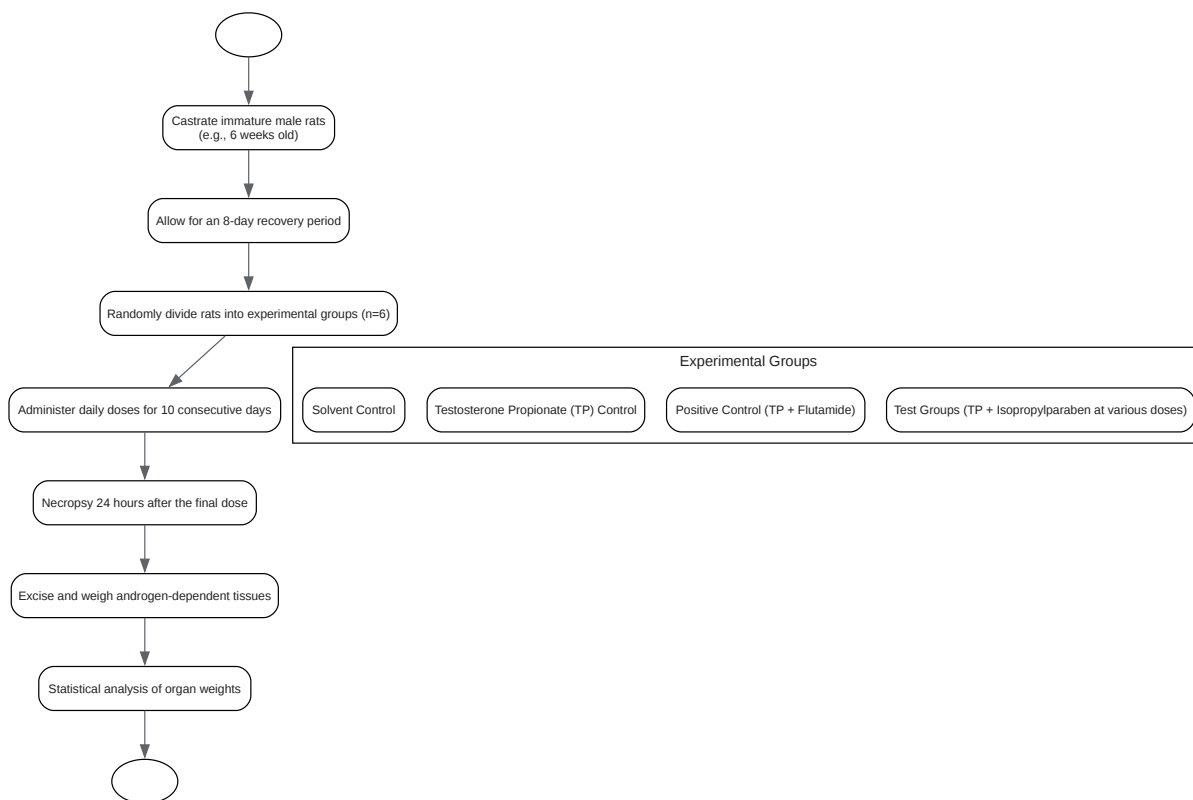 Castrate immature male rats
(e.g., 6 weeks old)
Allow for an 8-day recovery period
Randomly divide rats into experimental groups (n=6)
Experimental Groups
Administer daily doses for 10 consecutive days
Solvent Control
Testosterone Propionate (TP) Control
Positive Control (TP + Flutamide)
Test Groups (TP + Isopropylparaben at various doses)
Necropsy 24 hours after the final dose
Excise and weigh androgen-dependent tissues
Statistical analysis of organ weights